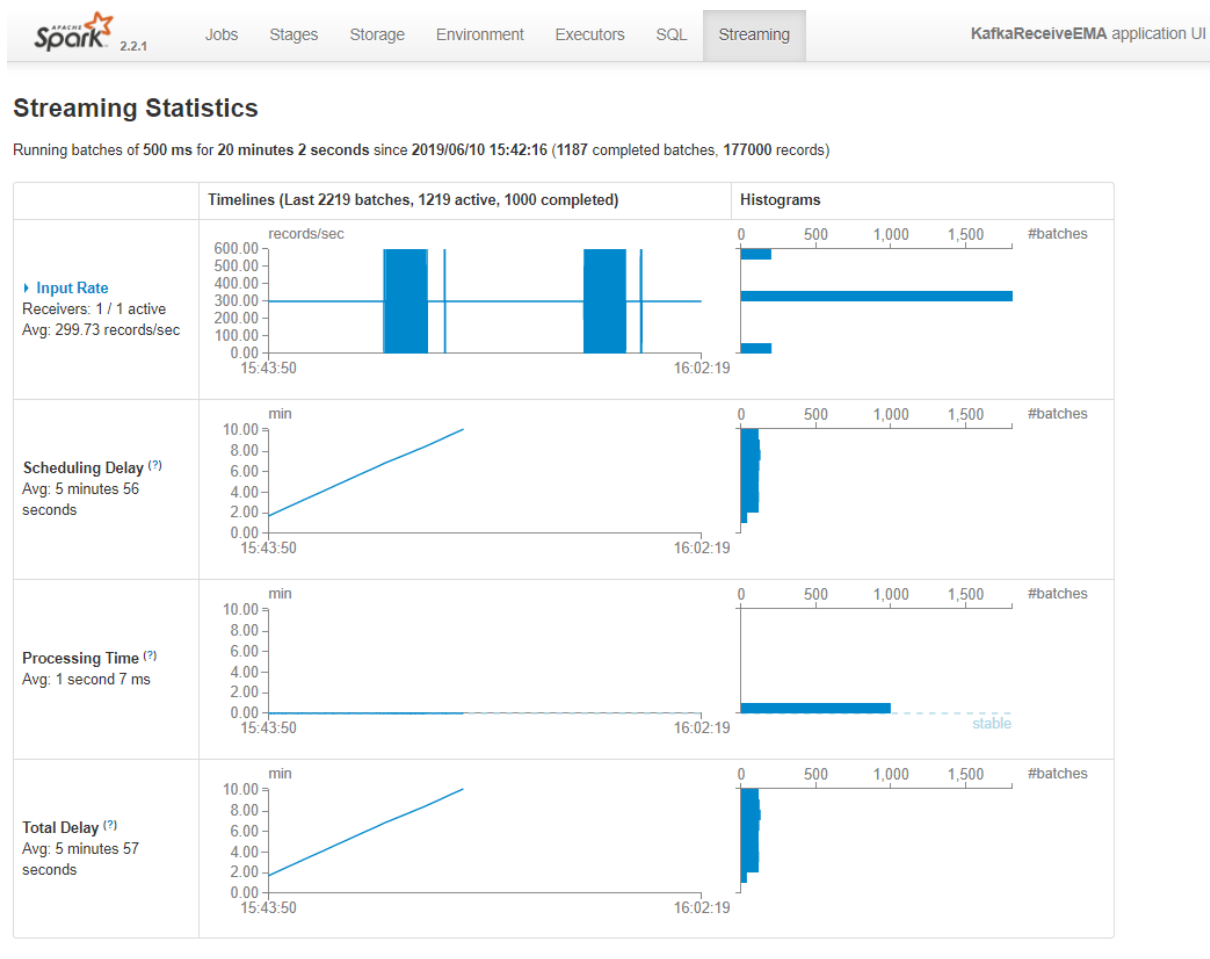 APACHE Spark 2.2.1 Jobs Stages Storage Environment Executors SQL Streaming KafkaReceiveEMA application UI
Streaming Statistics
Running batches of 500 ms for 20 minutes 2 seconds since 2019/06/10 15:42:16 (1187 completed batches, 177000 records)
Timelines (Last 2219 batches, 1219 active, 1000 completed) Histograms
Input Rate
Receivers: 1 / 1 active
Avg: 299.73 records/sec
records/sec
600.00
500.00
400.00
300.00
200.00
100.00
0.00
15:43:50 16:02:19
0 500 1,000 1,500 #batches
Scheduling Delay (?)
Avg: 5 minutes 56
seconds
min
10.00
8.00
6.00
4.00
2.00
0.00
15:43:50 16:02:19
0 500 1,000 1,500 #batches
Processing Time (?)
Avg: 1 second 7 ms
min
10.00
8.00
6.00
4.00
2.00
0.00
15:43:50 16:02:19
0 500 1,000 1,500 #batches
stable
Total Delay (?)
Avg: 5 minutes 57
seconds
min
10.00
8.00
6.00
4.00
2.00
0.00
15:43:50 16:02:19
0 500 1,000 1,500 #batches